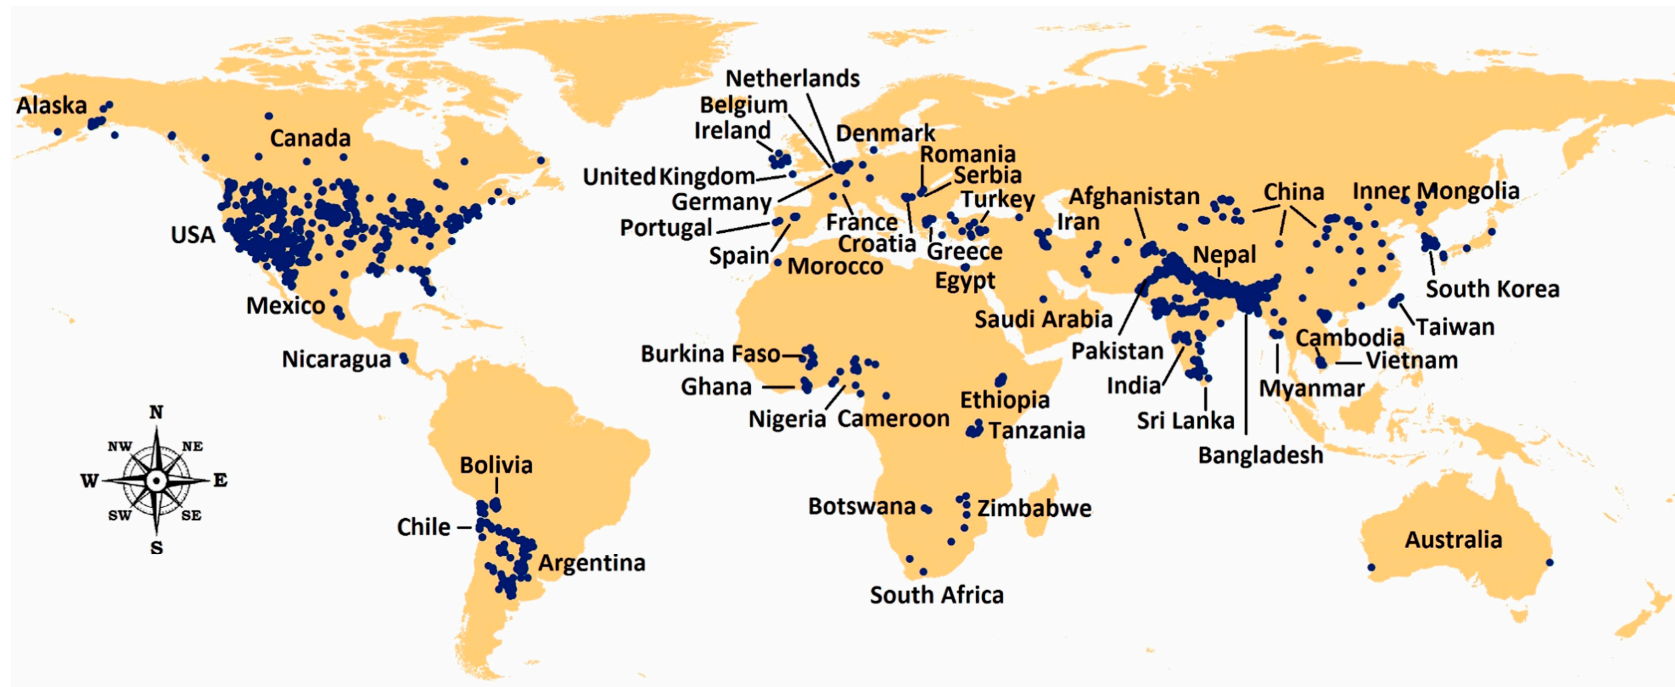 Netherlands
Belgium
Alaska
Ireland
Denmark
Canada
Romania
Serbia
United Kingdom
Germany
Turkey
Afghanistan
China
Inner Mongolia
Iran
Portugal
France
USA
Croatia
Greece
Nepal
Spain
Morocco
Egypt
South Korea
Mexico
Saudi Arabia
Taiwan
Cambodia
Pakistan
Burkina Faso
Nicaragua
Vietnam
Ghana
India
Myanmar
Ethiopia
Nigeria
Cameroon
Sri Lanka
Tanzania
N
NW
NE
Bangladesh
Bolivia
W
E
Botswana
Zimbabwe
SW
SE
Chile
S
Australia
Argentina
South Africa